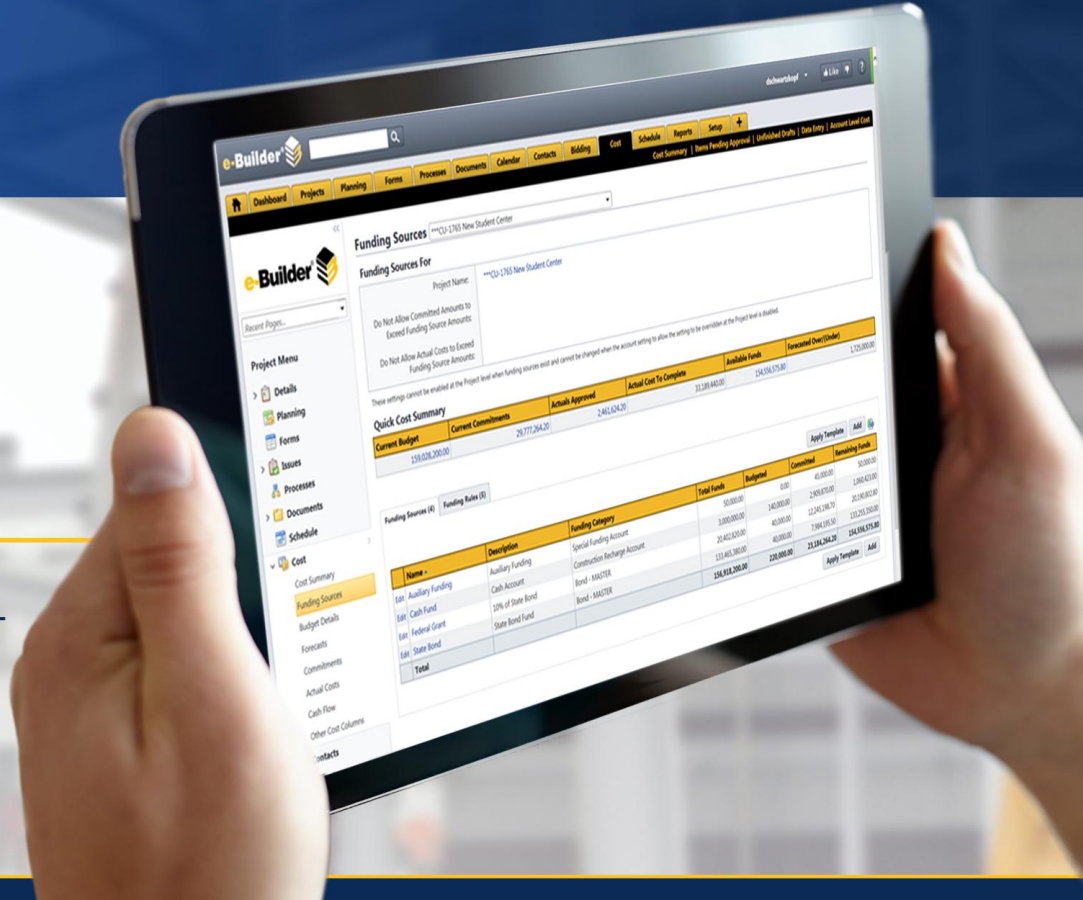 e-Builder
dschwartzkopf Like ?
Dashboard Projects Planning Forms Processes Documents Calendar Contacts Bidding Cost Schedule Reports Setup +
Cost Summary | Items Pending Approval | Unfinished Drafts | Data Entry | Account Level Cost
e-Builder
Recent Pages...
Project Menu
Details
Planning
Forms
Issues
Processes
Documents
Schedule
Cost
Cost Summary
Funding Sources
Budget Details
Forecasts
Commitments
Actual Costs
Cash Flow
Other Cost Columns
Contacts
Funding Sources ***CU-1765 New Student Center
Funding Sources For
Project Name: ***CU-1765 New Student Center
Do Not Allow Committed Amounts to
Exceed Funding Source Amounts:
Do Not Allow Actual Costs to Exceed
Funding Source Amounts:
These settings cannot be enabled at the Project level when funding sources exist and cannot be changed when the account setting to allow the setting to be overridden at the Project level is disabled.
Quick Cost Summary
Current Budget Current Commitments Actuals Approved Actual Cost To Complete Available Funds Forecasted Over/(Under)
159,028,200.00 29,777,264.20 2,461,624.20 33,189,440.00 154,556,575.80 1,725,000.00
Funding Sources (4) Funding Rules (5)
Apply Template Add
Name Description Funding Category Total Funds Budgeted Committed Remaining Funds
Edit Auxiliary Funding Auxiliary Funding Special Funding Account 50,000.00 0.00 45,000.00 50,000.00
Edit Cash Fund Cash Account Construction Recharge Account 3,000,000.00 140,000.00 2,909,870.00 1,060,423.00
Edit Federal Grant 10% of State Bond Bond - MASTER 20,402,820.00 40,000.00 12,245,198.70 20,190,802.80
Edit State Bond State Bond Fund Bond - MASTER 133,465,380.00 40,000.00 7,984,195.50 133,255,350.00
Total 156,918,200.00 220,000.00 23,184,264.20 154,556,575.80
Apply Template Add